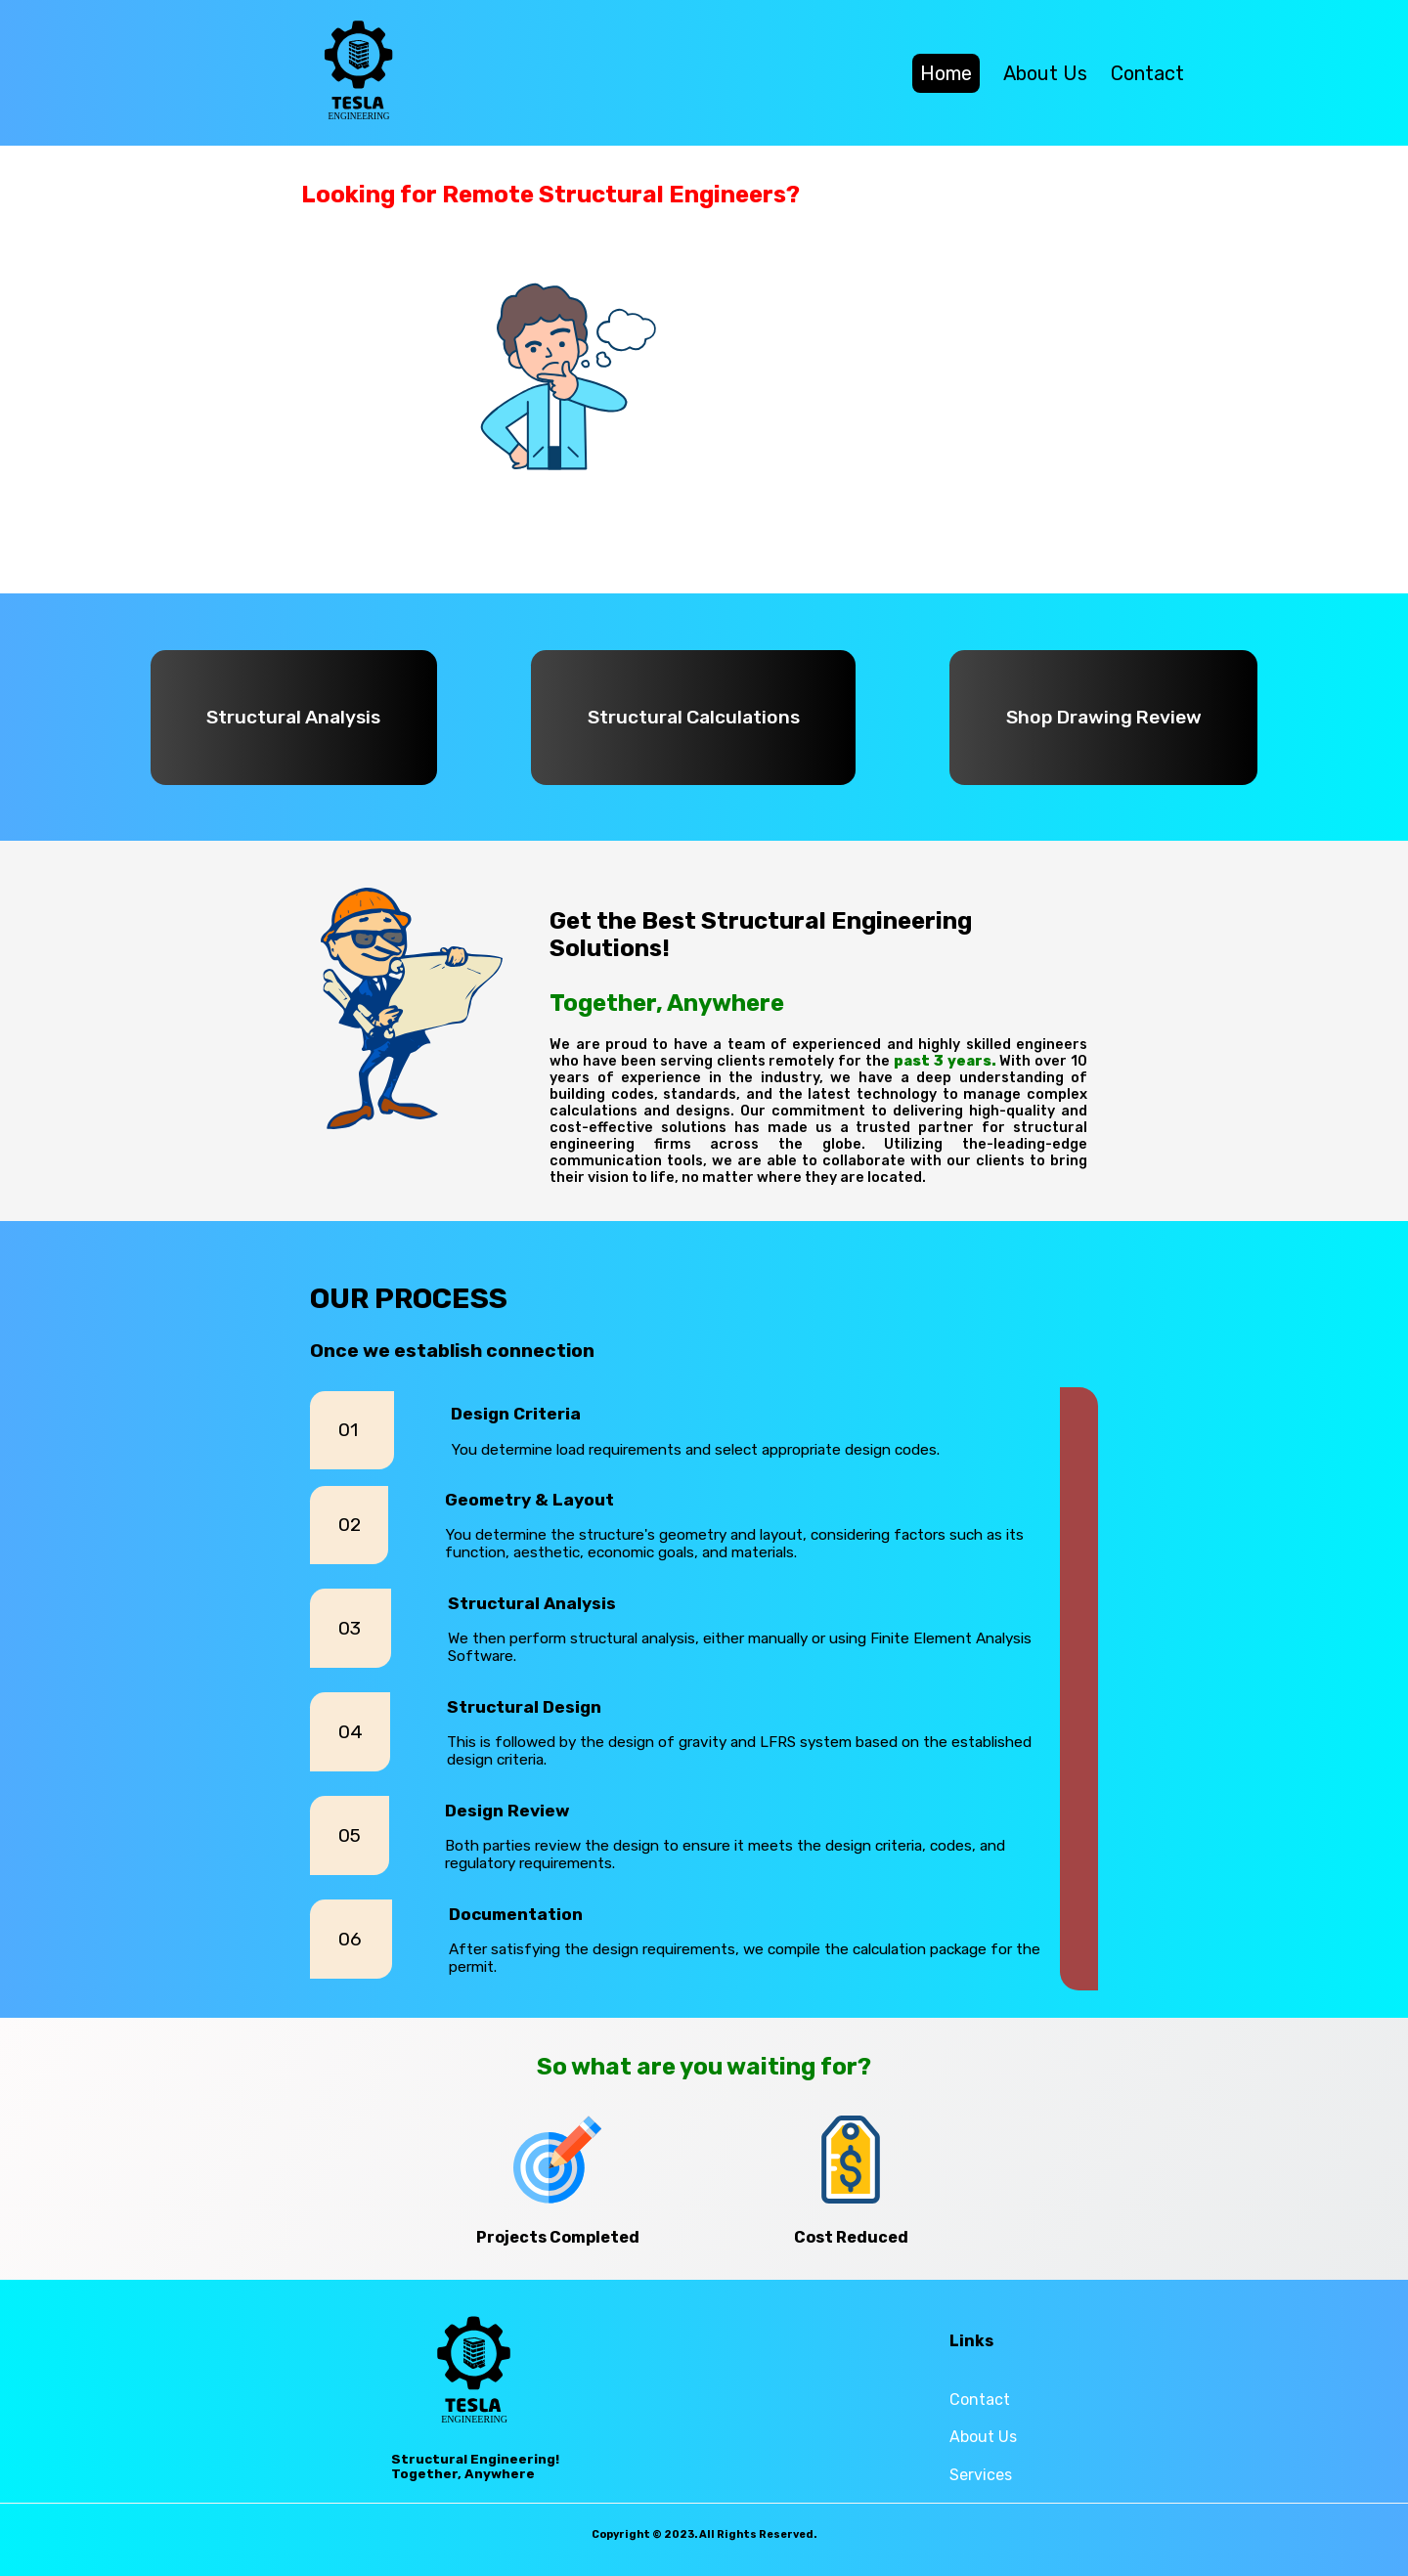 TESLA
ENGINEERING
Home About Us Contact
Looking for Remote Structural Engineers?
Structural Analysis
Structural Calculations
Shop Drawing Review
Get the Best Structural Engineering
Solutions!
Together, Anywhere
We are proud to have a team of experienced and highly skilled engineers
who have been serving clients remotely for the past 3 years. With over 10
years of experience in the industry, we have a deep understanding of
building codes, standards, and the latest technology to manage complex
calculations and designs. Our commitment to delivering high-quality and
cost-effective solutions has made us a trusted partner for structural
engineering firms across the globe. Utilizing the-leading-edge
communication tools, we are able to collaborate with our clients to bring
their vision to life, no matter where they are located.
OUR PROCESS
Once we establish connection
01
Design Criteria
You determine load requirements and select appropriate design codes.
02
Geometry & Layout
You determine the structure's geometry and layout, considering factors such as its
function, aesthetic, economic goals, and materials.
03
Structural Analysis
We then perform structural analysis, either manually or using Finite Element Analysis
Software.
04
Structural Design
This is followed by the design of gravity and LFRS system based on the established
design criteria.
05
Design Review
Both parties review the design to ensure it meets the design criteria, codes, and
regulatory requirements.
06
Documentation
After satisfying the design requirements, we compile the calculation package for the
permit.
So what are you waiting for?
$
Projects Completed
Cost Reduced
TESLA
ENGINEERING
Structural Engineering!
Together, Anywhere
Links
Contact
About Us
Services
Copyright © 2023. All Rights Reserved.